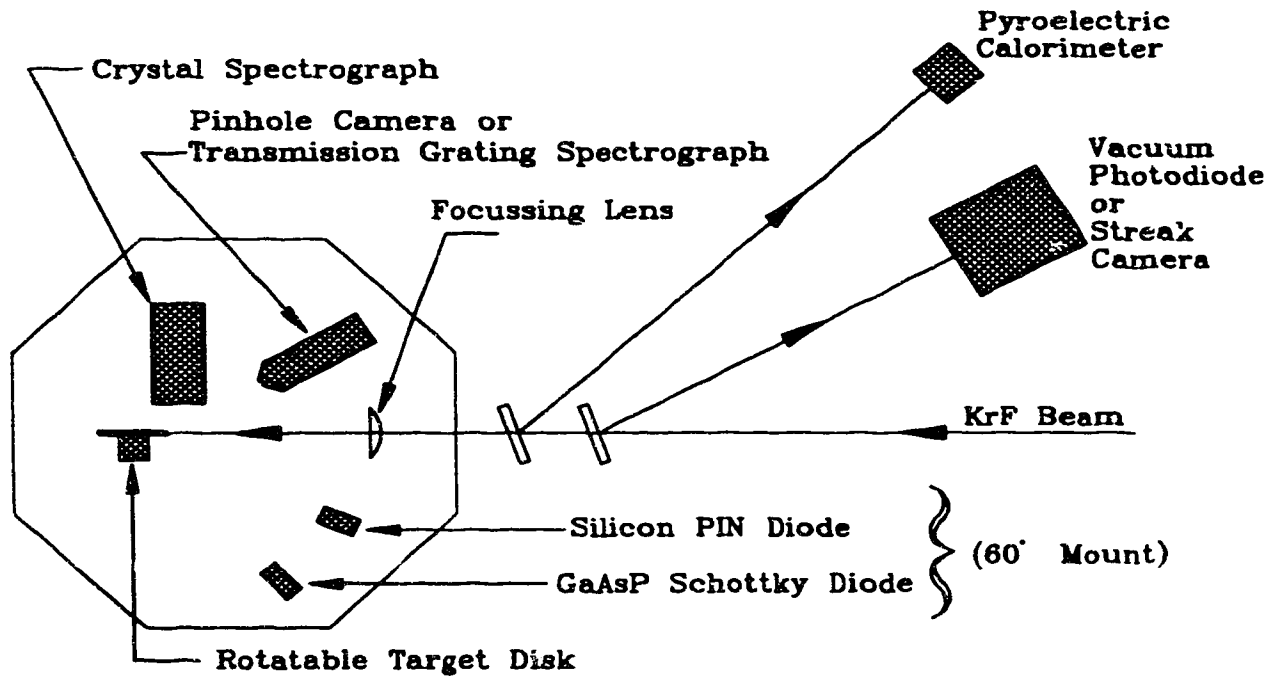 Pyroelectric
Calorimeter
Crystal Spectrograph
Pinhole Camera or
Transmission Grating Spectrograph
Vacuum
Photodiode
or
Streak
Camera
Focussing Lens
KrF Beam
Silicon PIN Diode
(60° Mount)
GaAsP Schottky Diode
Rotatable Target Disk